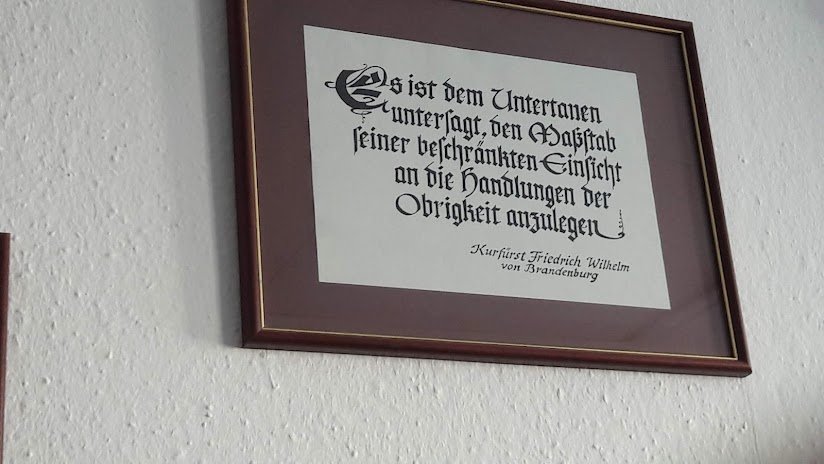 Es ist dem Untertanen
untersagt, den Maßstab
seiner beschränkten Einsicht
an die Handlungen der
Obrigkeit anzulegen
Kurfürst Friedrich Wilhelm
von Brandenburg